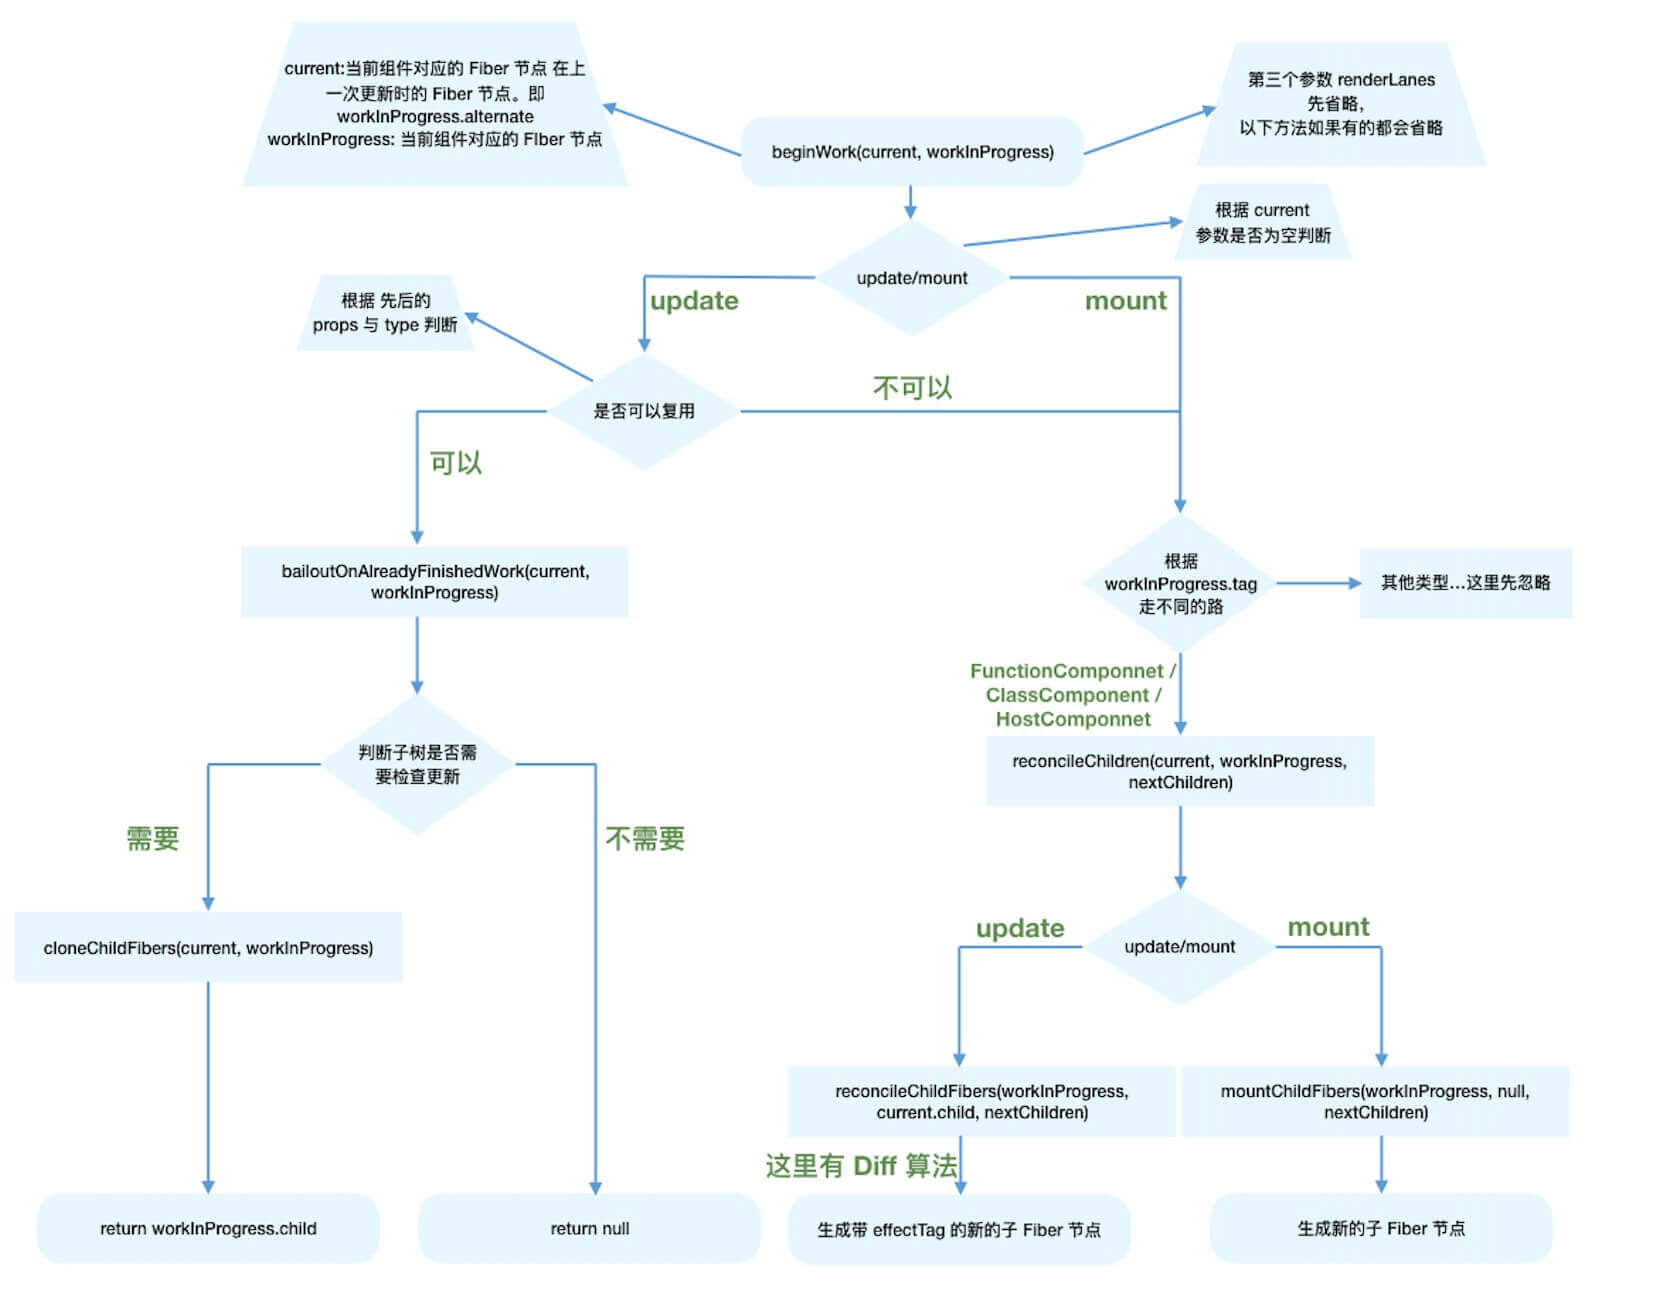 current:当前组件对应的 Fiber 节点 在上
一次更新时的 Fiber 节点。即
workInProgress.alternate
workInProgress: 当前组件对应的 FIber 节点
beginWork(current, workInProgress)
第三个参数 renderLanes
先省略，
以下方法如果有的都会省略
根据 current
参数是否为空判断
update/mount
update
mount
根据 先后的
props 与 type 判断
是否可以复用
不可以
可以
bailoutOnAlreadyFinishedWork(current,
workInProgress)
根据
workInProgress.tag
走不同的路
其他类型...这里先忽略
FunctionComponnet /
ClassComponent /
HostComponnet
判断子树是否需
要检查更新
reconcileChildren(current, workInProgress,
nextChildren)
需要
不需要
cloneChildFibers(current, workInProgress)
update
mount
update/mount
reconcileChildFibers(workInProgress,
current.child, nextChildren)
mountChildFibers(workInProgress, null,
nextChildren)
这里有 Diff 算法
return workInProgress.child
return null
生成带 effectTag 的新的子 Fiber 节点
生成新的子 Fiber 节点